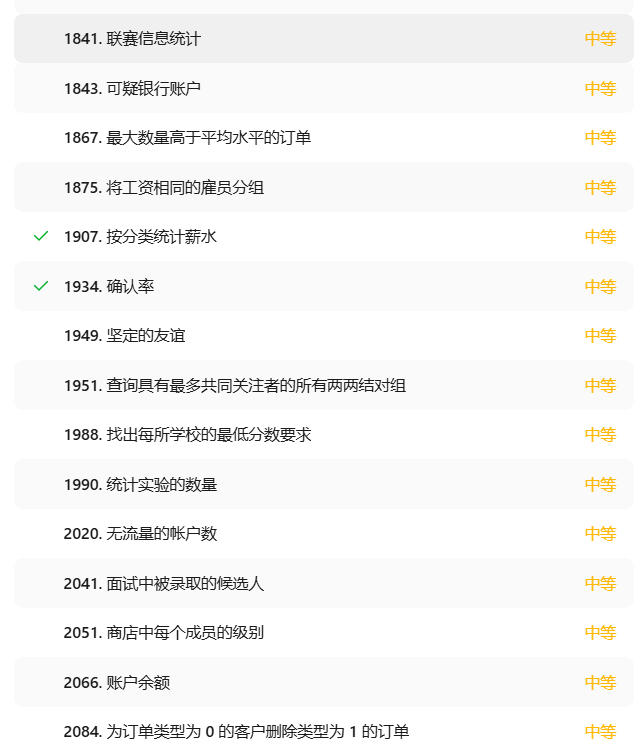 1841. 联赛信息统计 中等
1843. 可疑银行账户 中等
1867. 最大数量高于平均水平的订单 中等
1875. 将工资相同的雇员分组 中等
1907. 按分类统计薪水 中等
1934. 确认率 中等
1949. 坚定的友谊 中等
1951. 查询具有最多共同关注者的所有两两结对组 中等
1988. 找出每所学校的最低分数要求 中等
1990. 统计实验的数量 中等
2020. 无流量的帐户数 中等
2041. 面试中被录取的候选人 中等
2051. 商店中每个成员的级别 中等
2066. 账户余额 中等
2084. 为订单类型为 0 的客户删除类型为 1 的订单 中等